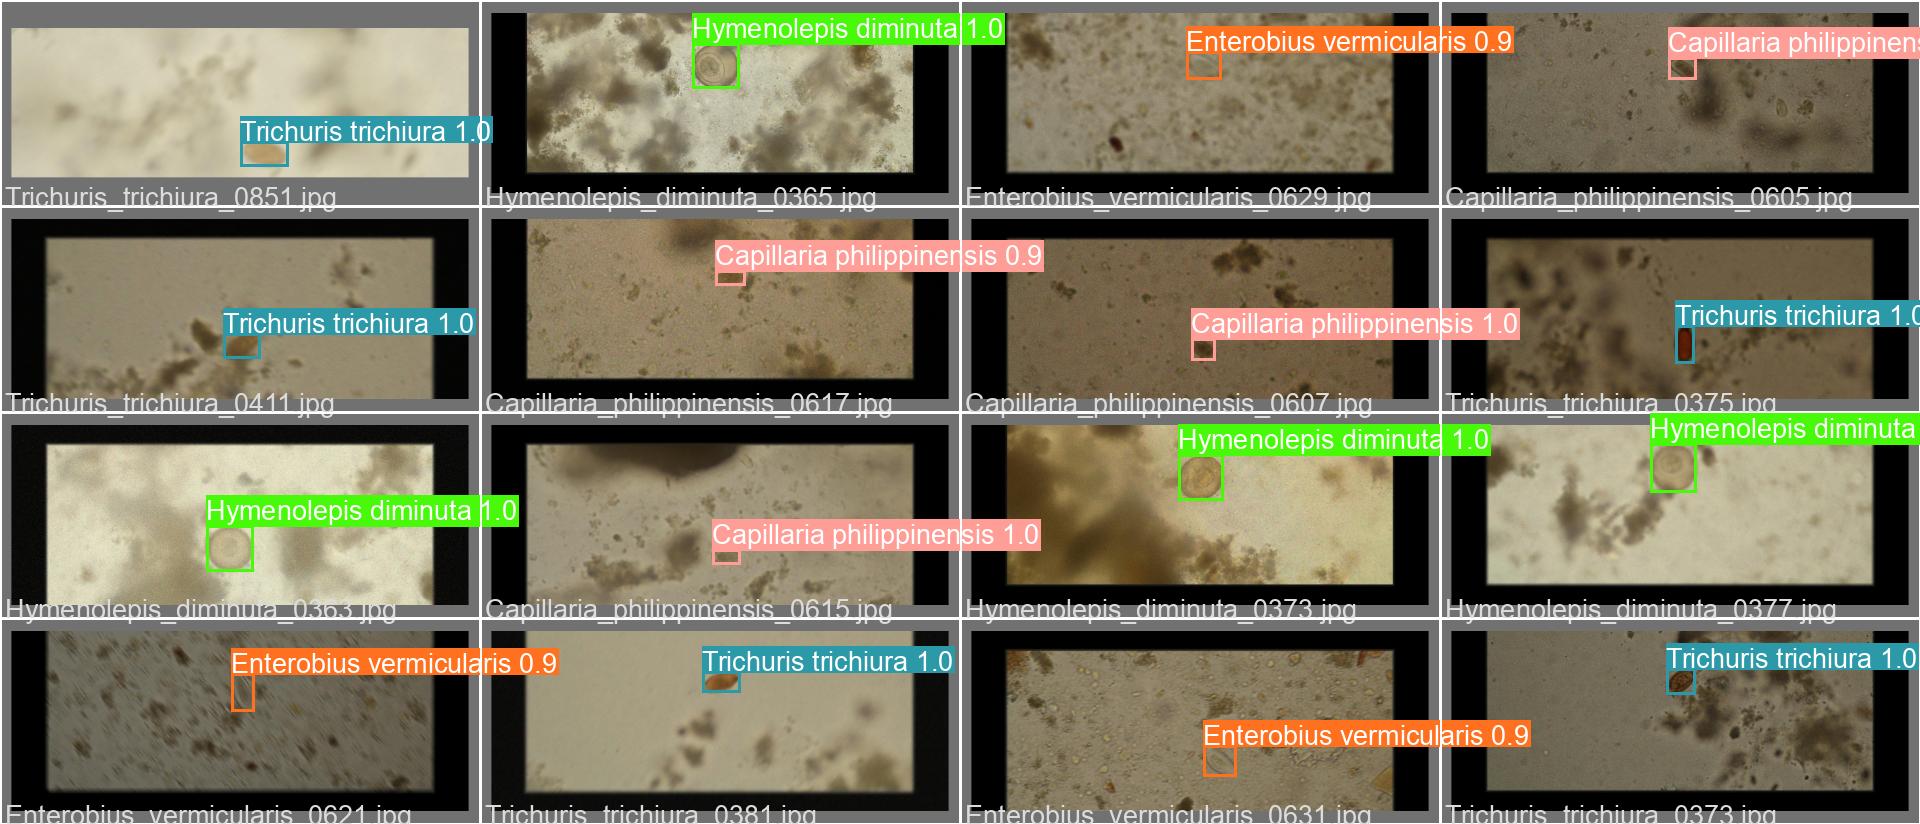 Trichuris trichiura 1.0
Trichuris_trichiura_0851.jpg
Hymenolepis diminuta 1.0
Hymenolepis_diminuta_0365.jpg
Enterobius vermicularis 0.9
Enterobius_vermicularis_0629.jpg
Capillaria philippinens
Capillaria_philippinensis_0605.jpg
Trichuris trichiura 1.0
Trichuris_trichiura_0411.jpg
Capillaria philippinensis 0.9
Capillaria_philippinensis_0617.jpg
Capillaria philippinensis 1.0
Capillaria_philippinensis_0607.jpg
Trichuris trichiura 1.0
Trichuris_trichiura_0375.jpg
Hymenolepis diminuta 1.0
Hymenolepis_diminuta_0363.jpg
Capillaria philippinensis 1.0
Capillaria_philippinensis_0615.jpg
Hymenolepis diminuta 1.0
Hymenolepis_diminuta_0373.jpg
Hymenolepis diminuta
Hymenolepis_diminuta_0377.jpg
Enterobius vermicularis 0.9
Enterobius_vermicularis_0621.jpg
Trichuris trichiura 1.0
Trichuris_trichiura_0381.jpg
Enterobius vermicularis 0.9
Enterobius_vermicularis_0631.jpg
Trichuris trichiura 1.0
Trichuris_trichiura_0373.jpg